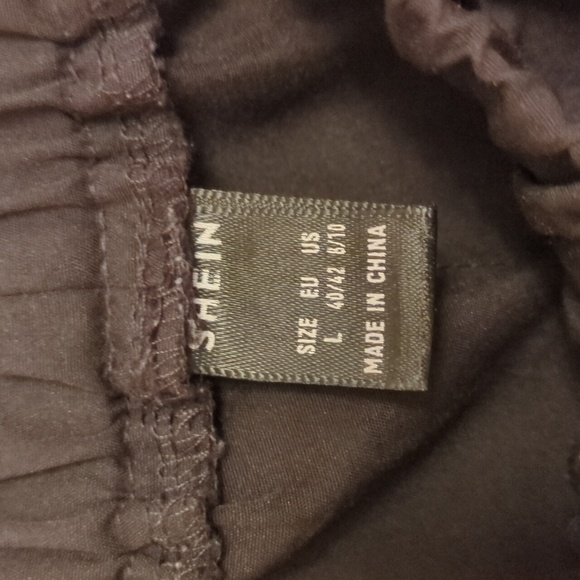 SHEIN
SIZE EU US
L 40/42 8/10
MADE IN CHINA